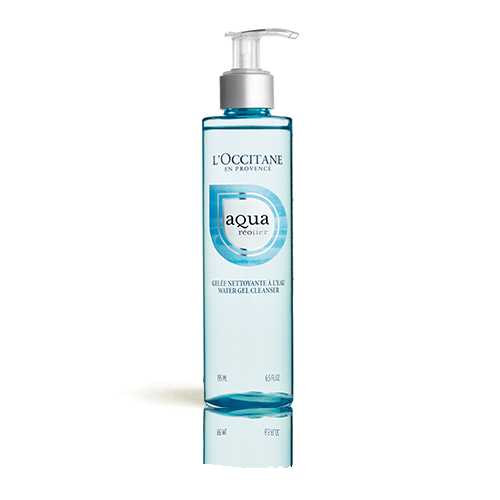 L'OCCITANE
EN PROVENCE
aqua
réotier
GELÉE NETTOYANTE À L'EAU
WATER GEL CLEANSER
195 ML 6.5 FL.OZ